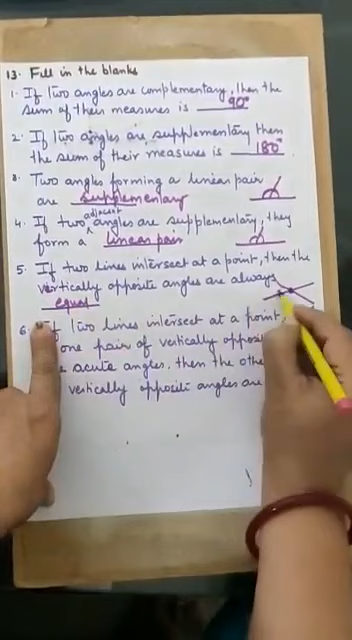 13. Fill in the blanks
1. If two angles are complementary, then the
sum of their measures is 90°
2. If two angles are supplementary then
the sum of their measures is 180°.
3. Two angles forming a linear pair
are supplementary
4. If two adjacent angles are supplementary, they
form a linear pair
5. If two lines intersect at a point, then the
vertically opposite angles are always
equal
6. If two lines intersect at a point,
one pair of vertically
acute angles, then the
vertically opposite angles are